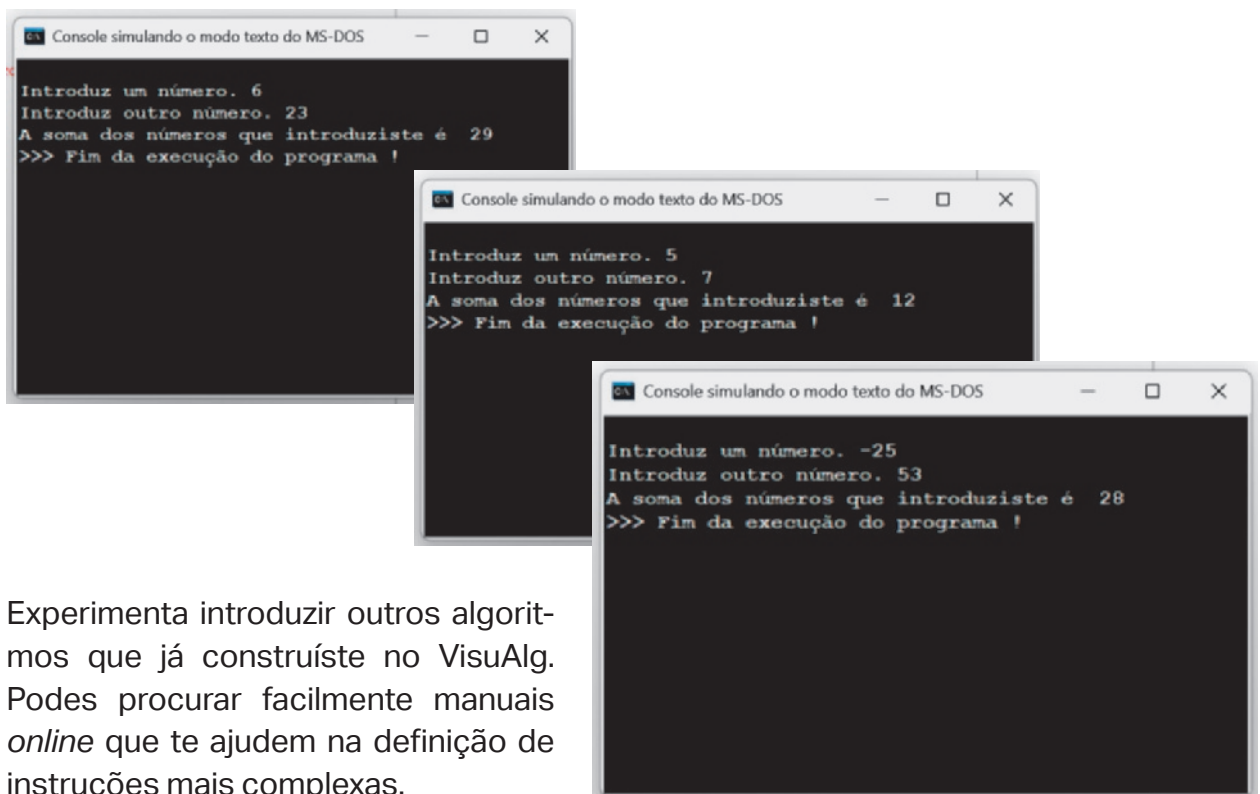 Console simulando o modo texto do MS-DOS
Introduz um número. 6
Introduz outro número. 23
A soma dos números que introduziste é 29
>>> Fim da execução do programa !
Console simulando o modo texto do MS-DOS
Introduz um número. 5
Introduz outro número. 7
A soma dos números que introduziste é 12
>>> Fim da execução do programa !
Console simulando o modo texto do MS-DOS
Introduz um número. -25
Introduz outro número. 53
A soma dos números que introduziste é 28
>>> Fim da execução do programa !
Experimenta introduzir outros algorit-
mos que já construíste no VisuAlg.
Podes procurar facilmente manuais
online que te ajudem na definição de
instruções mais complexas.